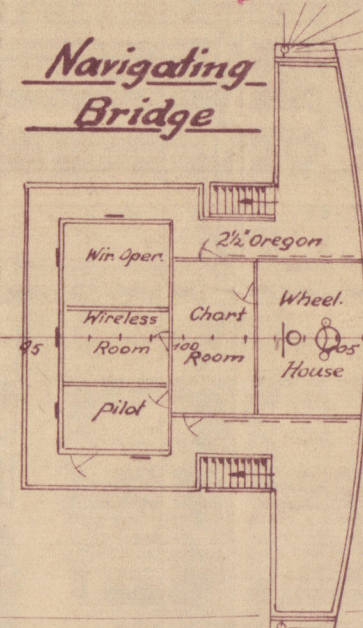 Navigating
Bridge
2½" Oregon
Wir. Oper.
Wireless
Room
Chart
Room
Wheel
House
Pilot
95
100
105